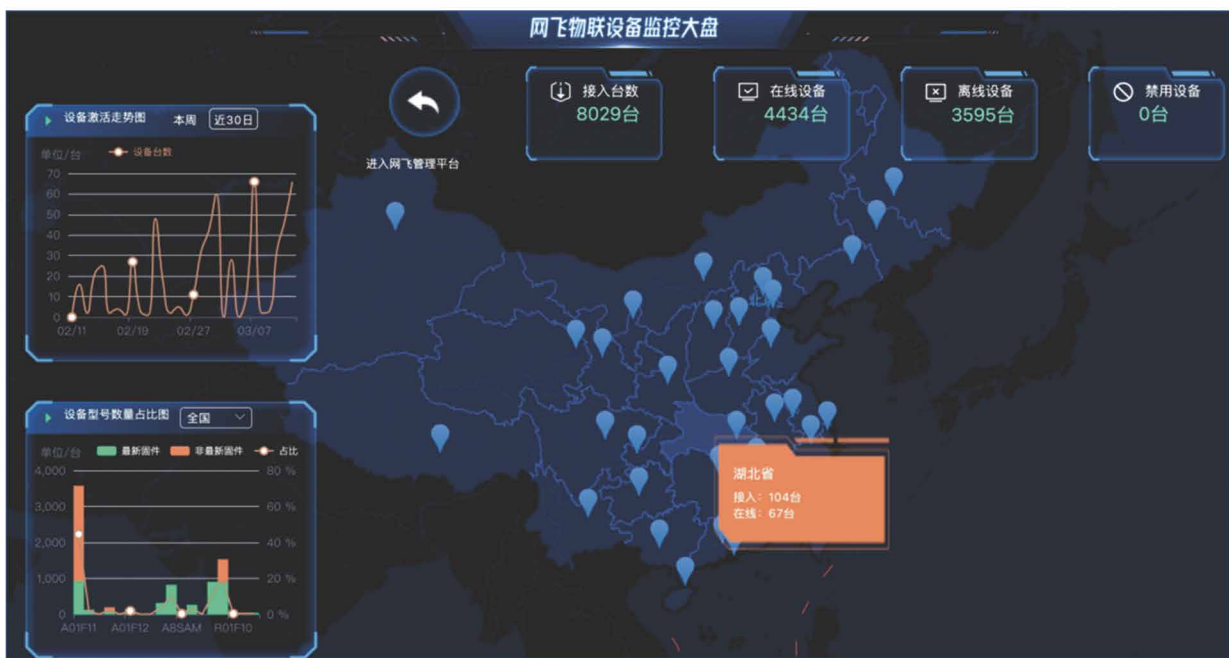 网飞物联设备监控大盘
接入台数
8029台
在线设备
4434台
离线设备
3595台
禁用设备
0台
进入网飞管理平台
设备激活走势图 本周 近30日
单位/台 设备台数
70
60
50
40
30
20
10
0
02/11 02/19 02/27 03/07
设备型号数量占比图 全国
单位/台 最新固件 非最新固件 占比
4,000 80 %
3,000 60 %
2,000 40 %
1,000 20 %
0 0 %
A01F11 A01F12 A8SAM R01F10
湖北省
接入：104台
在线：67台